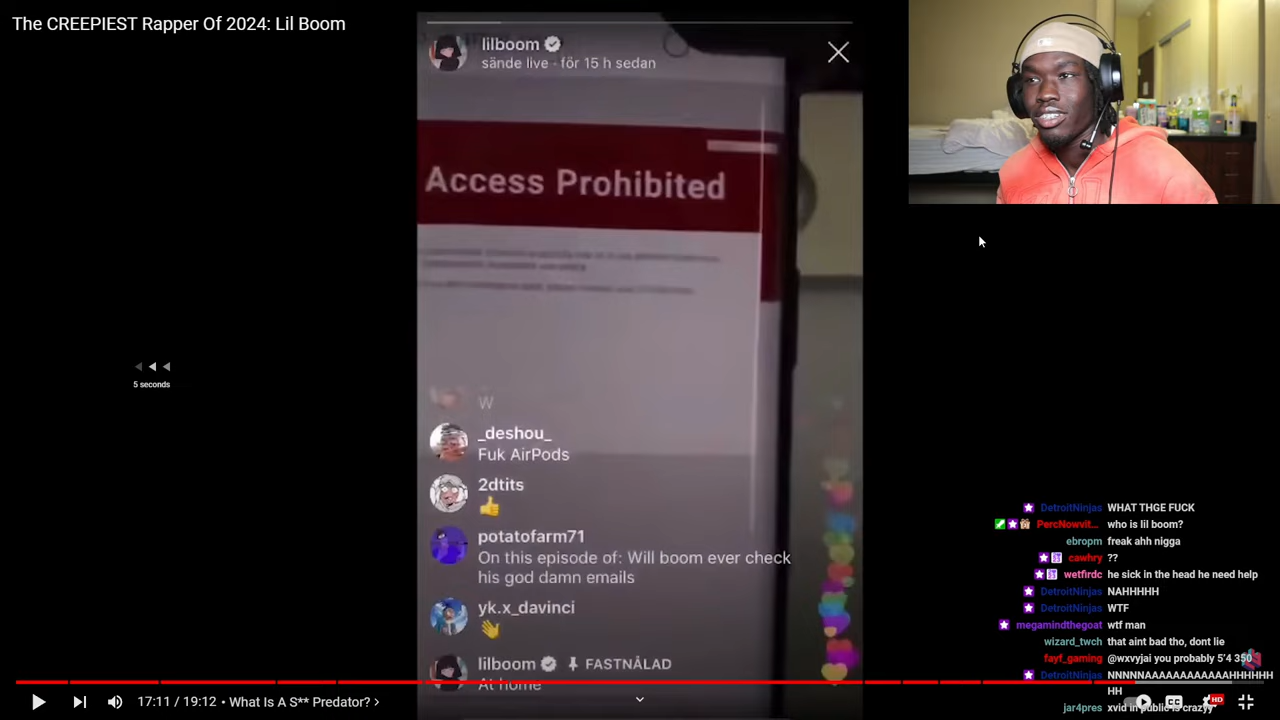 The CREEPIEST Rapper Of 2024: Lil Boom
lilboom
sände live · för 15 h sedan
Access Prohibited
5 seconds
W
_deshou_
Fuk AirPods
2dtits
👍
potatofarm71
On this episode of: Will boom ever check
his god damn emails
yk.x_davinci
👋
lilboom FASTNÅLAD
At home
DetroitNinjas WHAT THGE FUCK
PercNowvit... who is lil boom?
ebropm freak ahh nigga
cawhry ??
wetfirdc he sick in the head he need help
DetroitNinjas NAHHHHH
DetroitNinjas WTF
megamindthegoat wtf man
wizard_twch that aint bad tho, dont lie
fayf_gaming @wxvyjai you probably 5'4 350
DetroitNinjas NNNNNAAAAAAAAAAAHHHHHH
HH
jar4pres xvid in public is crazyy
17:11 / 19:12 • What Is A S** Predator? >
CC
HD